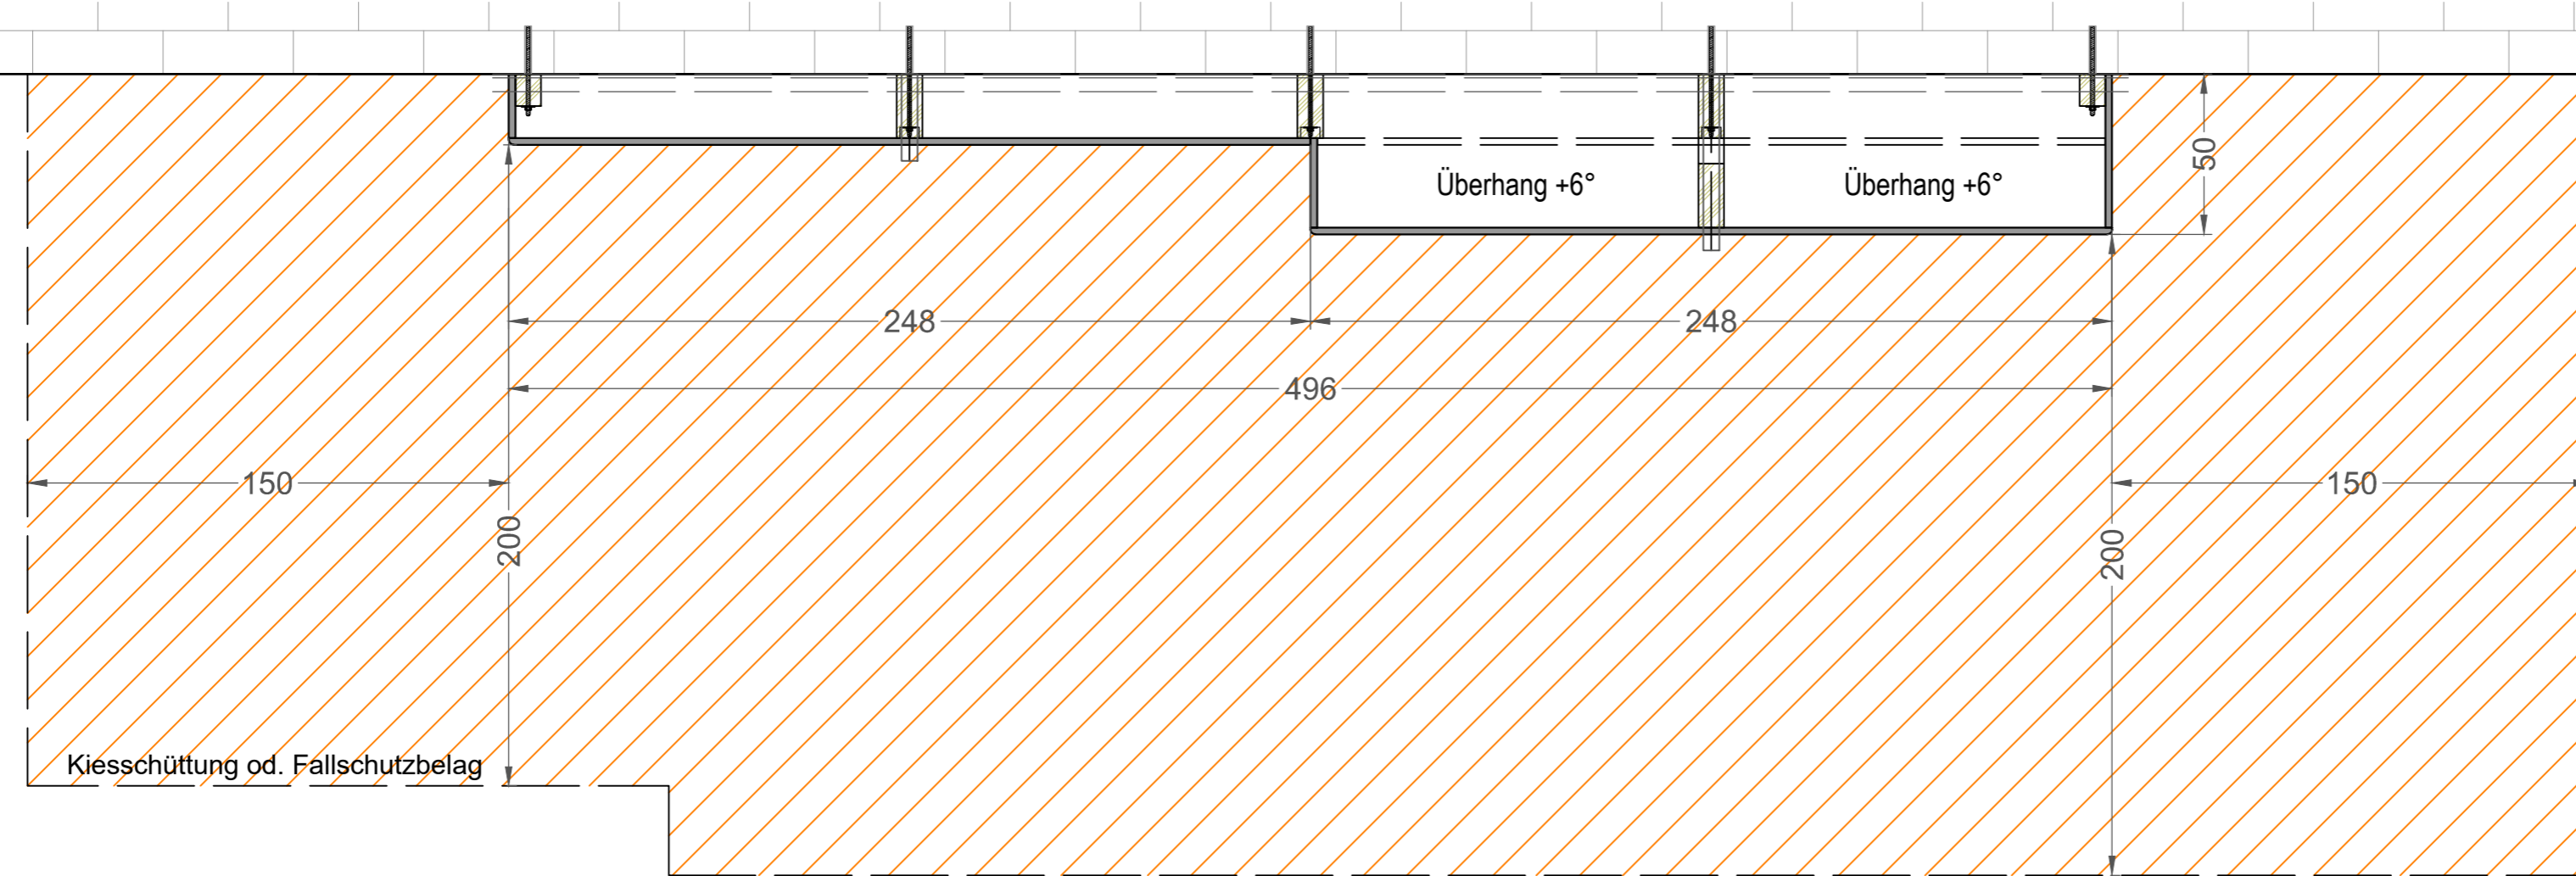 50
Überhang +6° Überhang +6°
248 248
496
150 150
200 200
Kiesschüttung od. Fallschutzbelag